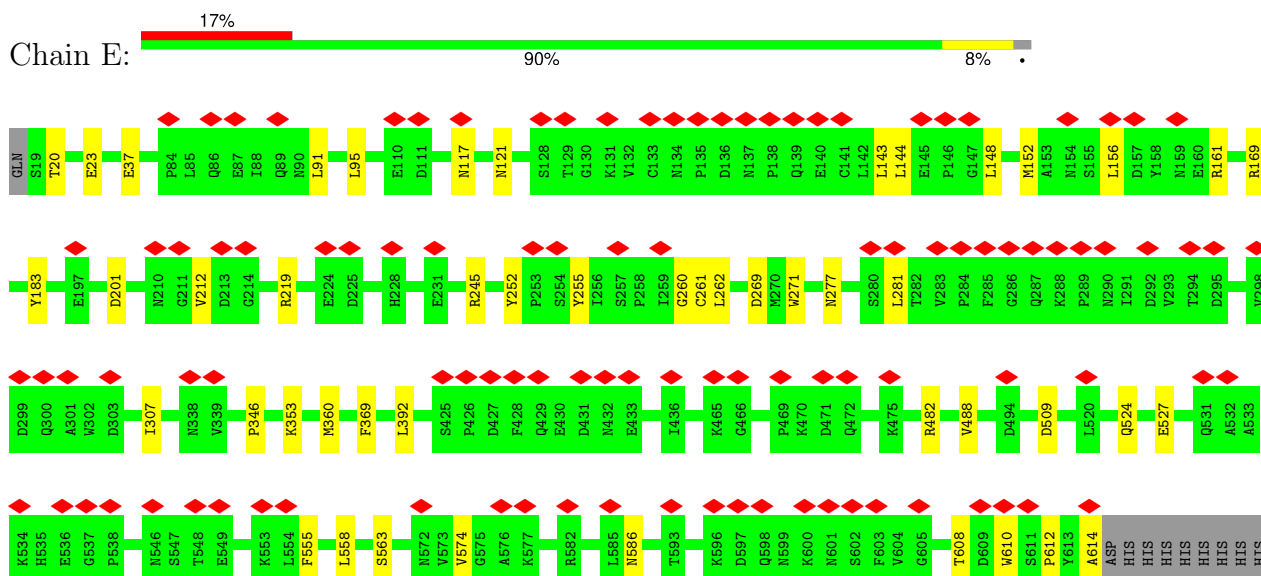 17%
Chain E:
90%
8%
•
GLN S19 T20 E23 E37 P84 L85 Q86 E87 I88 Q89 N90 L91 L95 E110 D111 N117 N121 S128 T129 G130 K131 V132 C133 N134 P135 D136 N137 P138 Q139 E140 C141 L142 L143 L144 E145 P146 G147 L148 M152 A153 N154 S155 L156 D157 Y158 N159 E160 R161 R169
Y183 E197 D201 N210 G211 V212 D213 G214 R219 E224 D225 H228 E231 R245 Y252 P253 S254 Y255 I256 S257 P258 I259 G260 C261 L262 D269 M270 W271 N277 S280 L281 T282 V283 P284 F285 G286 Q287 K288 P289 N290 I291 D292 V293 T294 D295 V298
D299 Q300 A301 W302 D303 I307 N338 V339 P346 K353 M360 F369 L392 S425 P426 D427 F428 Q429 E430 D431 N432 E433 I436 K465 G466 P469 K470 D471 Q472 K475 R482 V488 D494 D509 L520 Q524 E527 Q531 A532 A533
K534 H535 E536 G537 P538 N546 S547 T548 E549 K553 L554 F555 L558 S563 N572 V573 V574 G575 A576 K577 R582 L585 N586 T593 K596 D597 Q598 N599 K600 N601 S602 F603 V604 G605 T608 D609 W610 S611 P612 Y613 A614 ASP HIS HIS HIS HIS HIS HIS